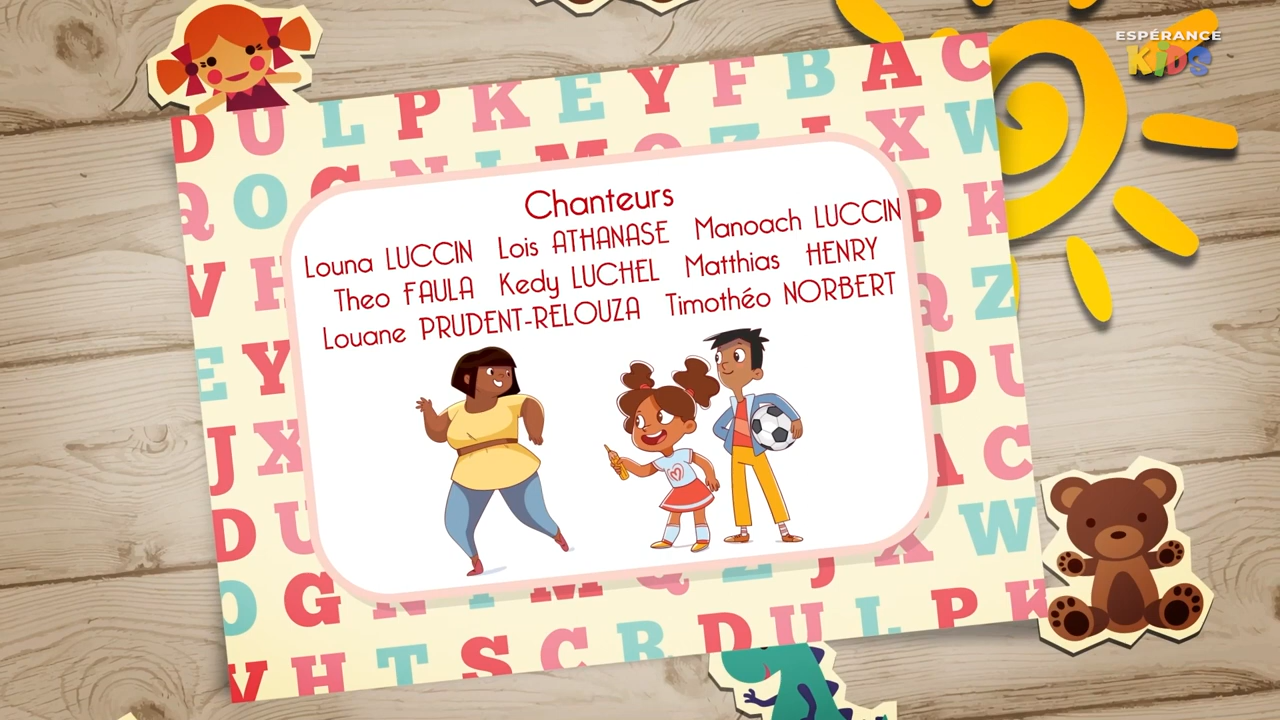 ESPÉRANCE
KiDS
D U L P K E Y F B A C
Chanteurs
Louna LUCCIN Lois ATHANASE Manoach LUCCIN
Theo FAULA Kedy LUCHEL Matthias HENRY
Louane PRUDENT-RELOUZA Timothéo NORBERT